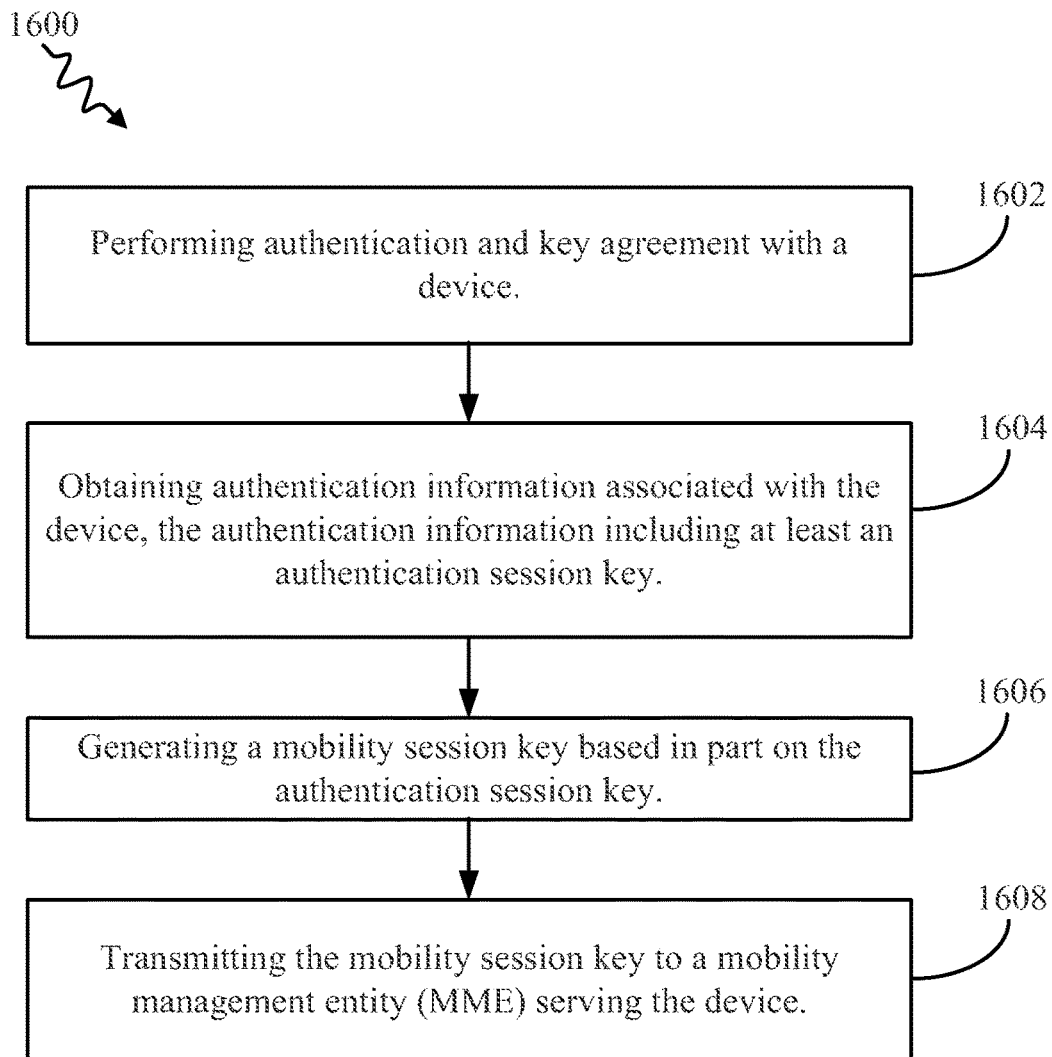 1600
1602
Performing authentication and key agreement with a
device.
1604
Obtaining authentication information associated with the
device, the authentication information including at least an
authentication session key.
1606
Generating a mobility session key based in part on the
authentication session key.
1608
Transmitting the mobility session key to a mobility
management entity (MME) serving the device.